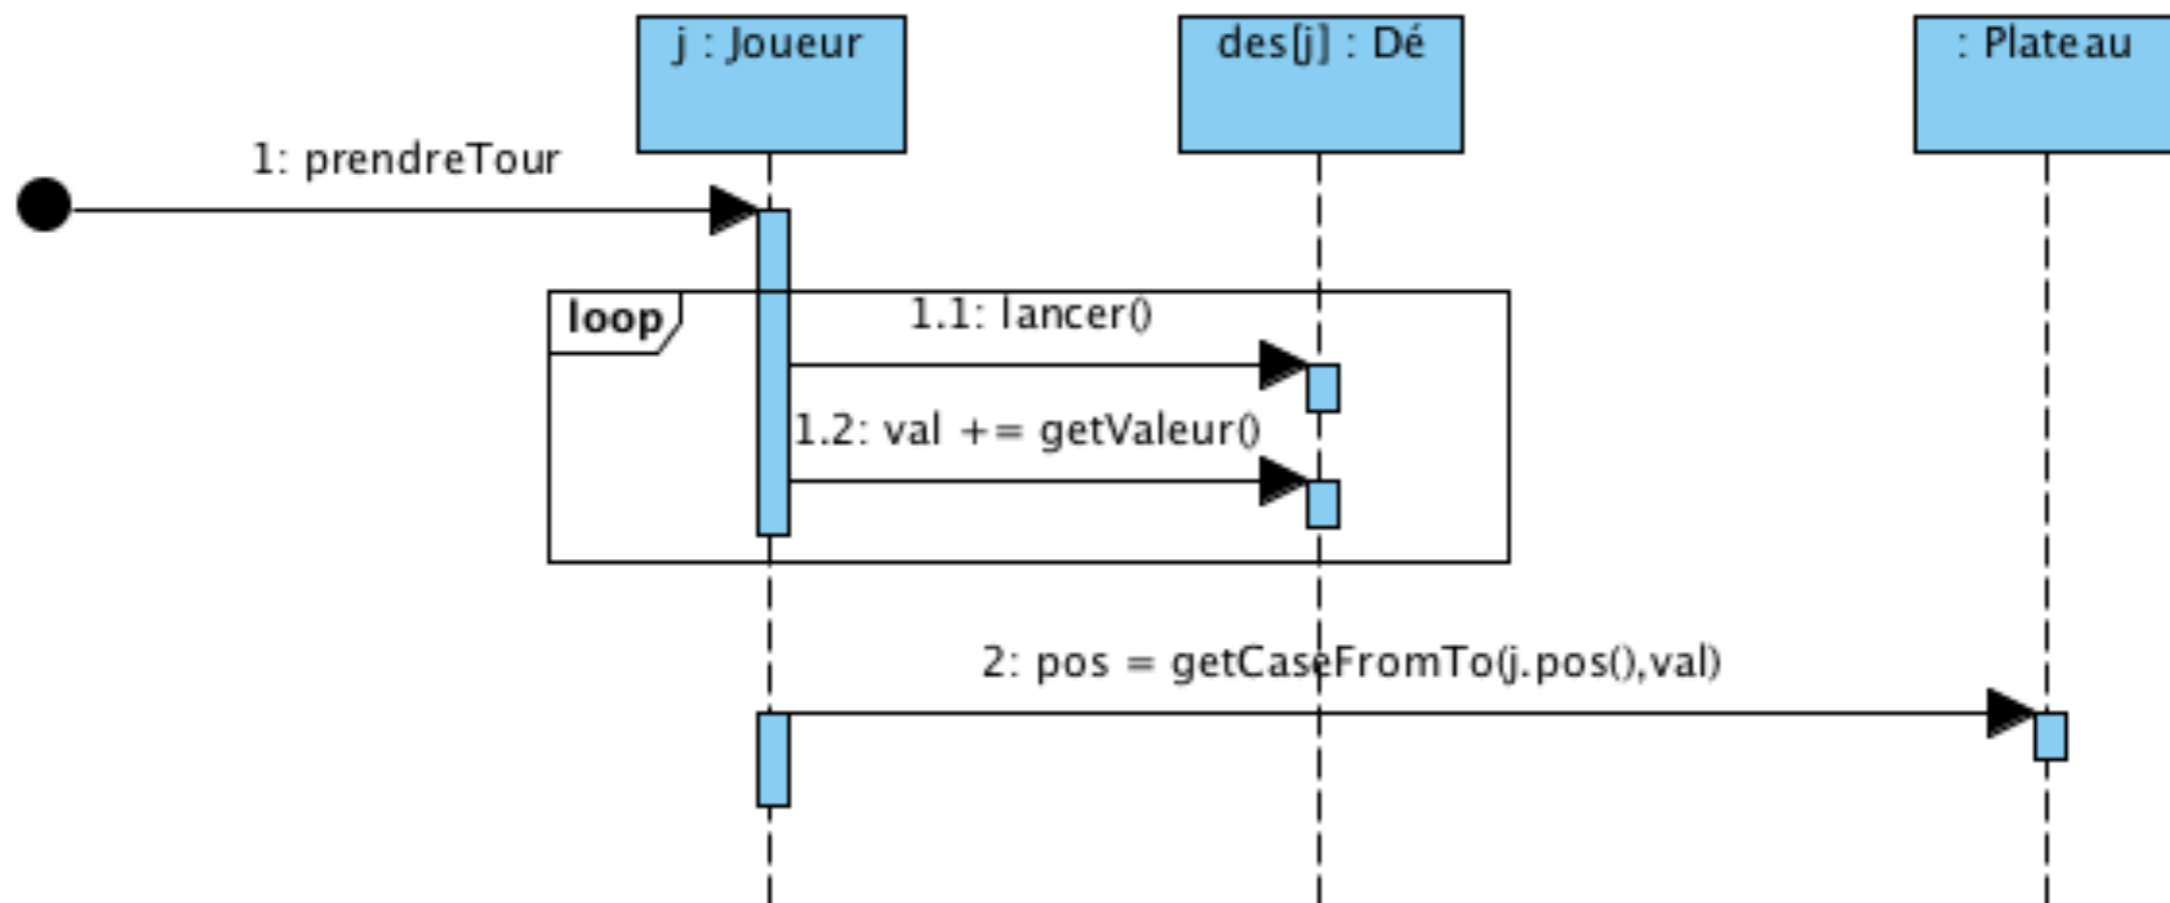 j : Joueur
des[j] : Dé
: Plateau
1: prendreTour
loop
1.1: lancer()
1.2: val += getValeur()
2: pos = getCaseFromTo(j.pos(),val)